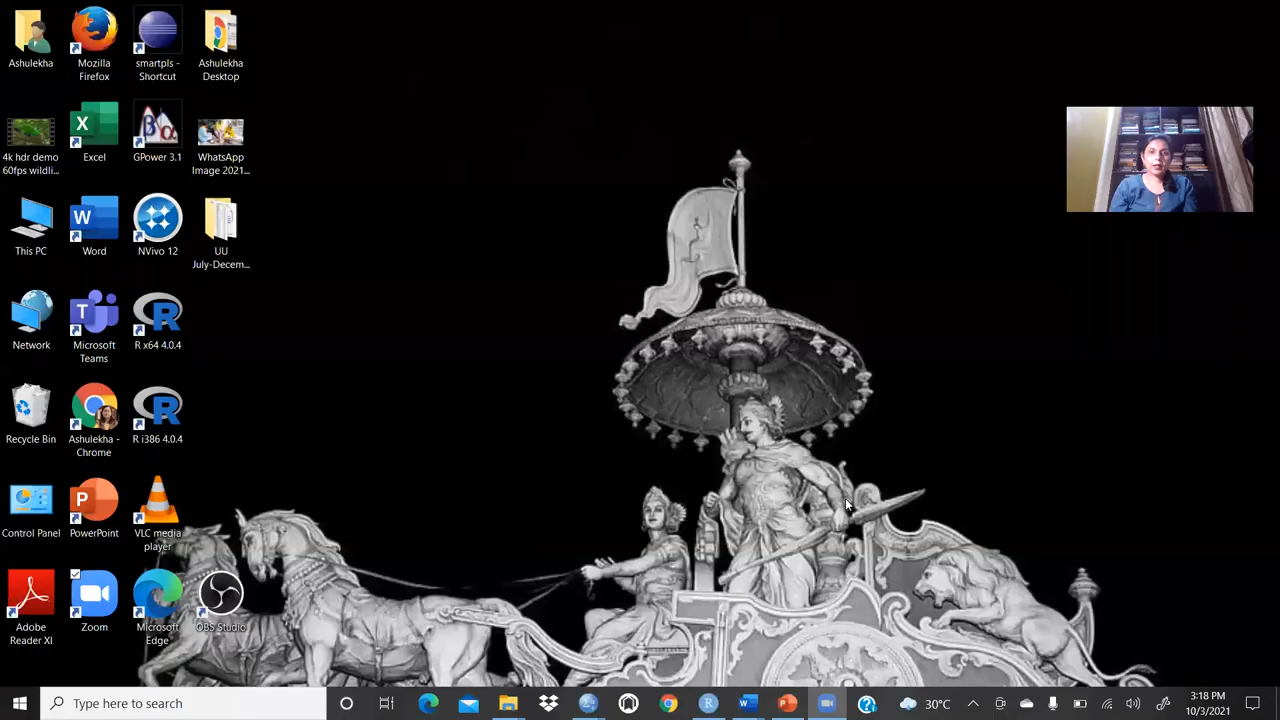 Ashulekha
Mozilla
Firefox
smartpls -
Shortcut
Ashulekha
Desktop
4k hdr demo
60fps wildli...
Excel
GPower 3.1
WhatsApp
Image 2021...
This PC
Word
NVivo 12
UU
July-Decem...
Network
Microsoft
Teams
R x64 4.0.4
Recycle Bin
Ashulekha -
Chrome
R i386 4.0.4
Control Panel
PowerPoint
VLC media
player
Adobe
Reader XI
Zoom
Microsoft
Edge
OBS Studio
Type here to search
30°C
3:18 PM
10/3/2021